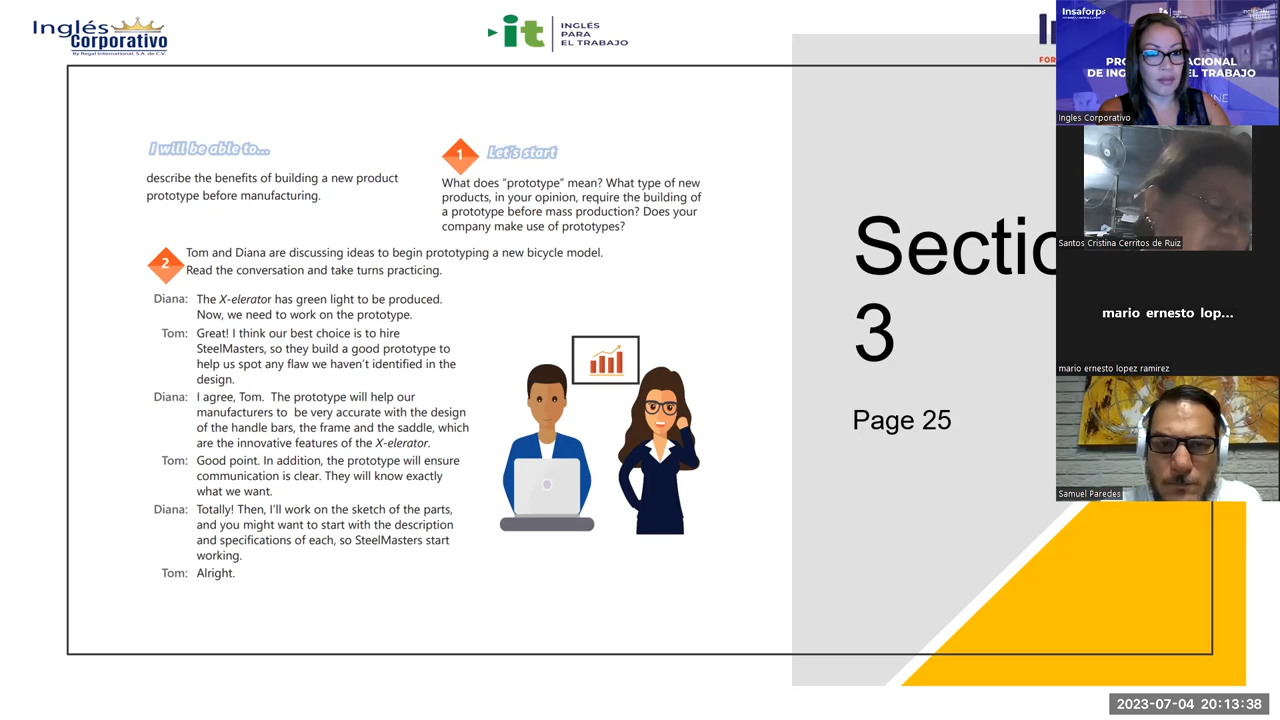 Inglés
Corporativo
By Regal International, S.A. de C.V.
it
INGLÉS
PARA
EL TRABAJO
I will be able to...
describe the benefits of building a new product
prototype before manufacturing.
1
Let's start
What does “prototype” mean? What type of new
products, in your opinion, require the building of
a prototype before mass production? Does your
company make use of prototypes?
2
Tom and Diana are discussing ideas to begin prototyping a new bicycle model.
Read the conversation and take turns practicing.
Diana: The X-elerator has green light to be produced.
Now, we need to work on the prototype.
Tom: Great! I think our best choice is to hire
SteelMasters, so they build a good prototype to
help us spot any flaw we haven’t identified in the
design.
Diana: I agree, Tom. The prototype will help our
manufacturers to be very accurate with the design
of the handle bars, the frame and the saddle, which
are the innovative features of the X-elerator.
Tom: Good point. In addition, the prototype will ensure
communication is clear. They will know exactly
what we want.
Diana: Totally! Then, I’ll work on the sketch of the parts,
and you might want to start with the description
and specifications of each, so SteelMasters start
working.
Tom: Alright.
Sectio
3
Page 25
FOR
Insaforp
PRO ACIONAL
DE ING EL TRABAJO
INE
Ingles Corporativo
Santos Cristina Cerritos de Ruiz
mario ernesto lop...
mario ernesto lopez ramirez
Samuel Paredes
2023-07-04 20:13:38